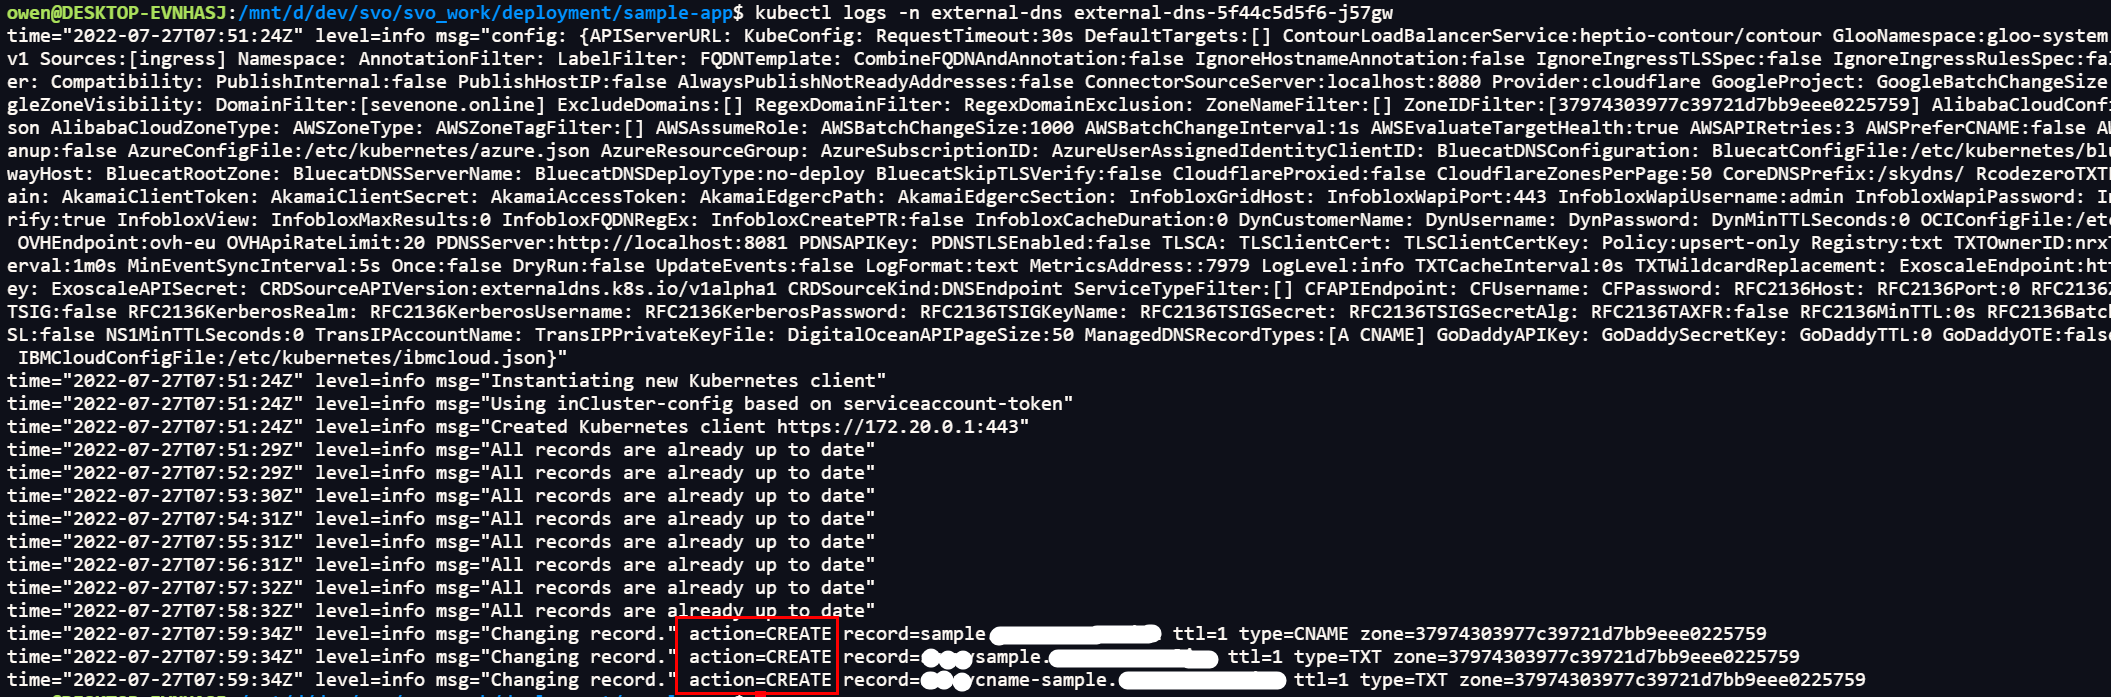 owen@DESKTOP-EVNHASJ:/mnt/d/dev/svo/svo_work/deployment/sample-app$ kubectl logs -n external-dns external-dns-5f44c5d5f6-j57gw
time="2022-07-27T07:51:24Z" level=info msg="config: {APIServerURL: KubeConfig: RequestTimeout:30s DefaultTargets:[] ContourLoadBalancerService:heptio-contour/contour GlooNamespace:gloo-system
v1 Sources:[ingress] Namespace: AnnotationFilter: LabelFilter: FQDNTemplate: CombineFQDNAndAnnotation:false IgnoreHostnameAnnotation:false IgnoreIngressTLSSpec:false IgnoreIngressRulesSpec:fal
er: Compatibility: PublishInternal:false PublishHostIP:false AlwaysPublishNotReadyAddresses:false ConnectorSourceServer:localhost:8080 Provider:cloudflare GoogleProject: GoogleBatchChangeSize
gleZoneVisibility: DomainFilter:[sevenone.online] ExcludeDomains:[] RegexDomainFilter: RegexDomainExclusion: ZoneNameFilter:[] ZoneIDFilter:[37974303977c39721d7bb9eee0225759] AlibabaCloudConfi
son AlibabaCloudZoneType: AWSZoneType: AWSZoneTagFilter:[] AWSAssumeRole: AWSBatchChangeSize:1000 AWSBatchChangeInterval:1s AWSEvaluateTargetHealth:true AWSAPIRetries:3 AWSPreferCNAME:false AW
anup:false AzureConfigFile:/etc/kubernetes/azure.json AzureResourceGroup: AzureSubscriptionID: AzureUserAssignedIdentityClientID: BluecatDNSConfiguration: BluecatConfigFile:/etc/kubernetes/blu
wayHost: BluecatRootZone: BluecatDNSServerName: BluecatDNSDeployType:no-deploy BluecatSkipTLSVerify:false CloudflareProxied:false CloudflareZonesPerPage:50 CoreDNSPrefix:/skydns/ RcodezeroTXTE
ain: AkamaiClientToken: AkamaiClientSecret: AkamaiAccessToken: AkamaiEdgercPath: AkamaiEdgercSection: InfobloxGridHost: InfobloxWapiPort:443 InfobloxWapiUsername:admin InfobloxWapiPassword: In
rify:true InfobloxView: InfobloxMaxResults:0 InfobloxFQDNRegEx: InfobloxCreatePTR:false InfobloxCacheDuration:0 DynCustomerName: DynUsername: DynPassword: DynMinTTLSeconds:0 OCIConfigFile:/etc
OVHEndpoint:ovh-eu OVHApiRateLimit:20 PDNSServer:http://localhost:8081 PDNSAPIKey: PDNSTLSEnabled:false TLSCA: TLSClientCert: TLSClientCertKey: Policy:upsert-only Registry:txt TXTOwnerID:nrxT
erval:1m0s MinEventSyncInterval:5s Once:false DryRun:false UpdateEvents:false LogFormat:text MetricsAddress::7979 LogLevel:info TXTCacheInterval:0s TXTWildcardReplacement: ExoscaleEndpoint:htt
ey: ExoscaleAPISecret: CRDSourceAPIVersion:externaldns.k8s.io/v1alpha1 CRDSourceKind:DNSEndpoint ServiceTypeFilter:[] CFAPIEndpoint: CFUsername: CFPassword: RFC2136Host: RFC2136Port:0 RFC2136Z
TSIG:false RFC2136KerberosRealm: RFC2136KerberosUsername: RFC2136KerberosPassword: RFC2136TSIGKeyName: RFC2136TSIGSecret: RFC2136TSIGSecretAlg: RFC2136TAXFR:false RFC2136MinTTL:0s RFC2136Batch
SL:false NS1MinTTLSeconds:0 TransIPAccountName: TransIPPrivateKeyFile: DigitalOceanAPIPageSize:50 ManagedDNSRecordTypes:[A CNAME] GoDaddyAPIKey: GoDaddySecretKey: GoDaddyTTL:0 GoDaddyOTE:false
IBMCloudConfigFile:/etc/kubernetes/ibmcloud.json}"
time="2022-07-27T07:51:24Z" level=info msg="Instantiating new Kubernetes client"
time="2022-07-27T07:51:24Z" level=info msg="Using inCluster-config based on serviceaccount-token"
time="2022-07-27T07:51:24Z" level=info msg="Created Kubernetes client https://172.20.0.1:443"
time="2022-07-27T07:51:29Z" level=info msg="All records are already up to date"
time="2022-07-27T07:52:29Z" level=info msg="All records are already up to date"
time="2022-07-27T07:53:30Z" level=info msg="All records are already up to date"
time="2022-07-27T07:54:31Z" level=info msg="All records are already up to date"
time="2022-07-27T07:55:31Z" level=info msg="All records are already up to date"
time="2022-07-27T07:56:31Z" level=info msg="All records are already up to date"
time="2022-07-27T07:57:32Z" level=info msg="All records are already up to date"
time="2022-07-27T07:58:32Z" level=info msg="All records are already up to date"
time="2022-07-27T07:59:34Z" level=info msg="Changing record." action=CREATE record=sample ttl=1 type=CNAME zone=37974303977c39721d7bb9eee0225759
time="2022-07-27T07:59:34Z" level=info msg="Changing record." action=CREATE record= sample. ttl=1 type=TXT zone=37974303977c39721d7bb9eee0225759
time="2022-07-27T07:59:34Z" level=info msg="Changing record." action=CREATE record= cname-sample. ttl=1 type=TXT zone=37974303977c39721d7bb9eee0225759